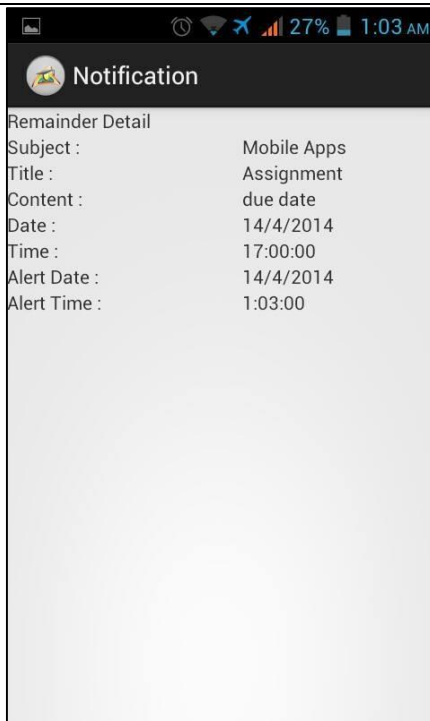 27% 1:03 AM
Notification
Remainder Detail
Subject : Mobile Apps
Title : Assignment
Content : due date
Date : 14/4/2014
Time : 17:00:00
Alert Date : 14/4/2014
Alert Time : 1:03:00